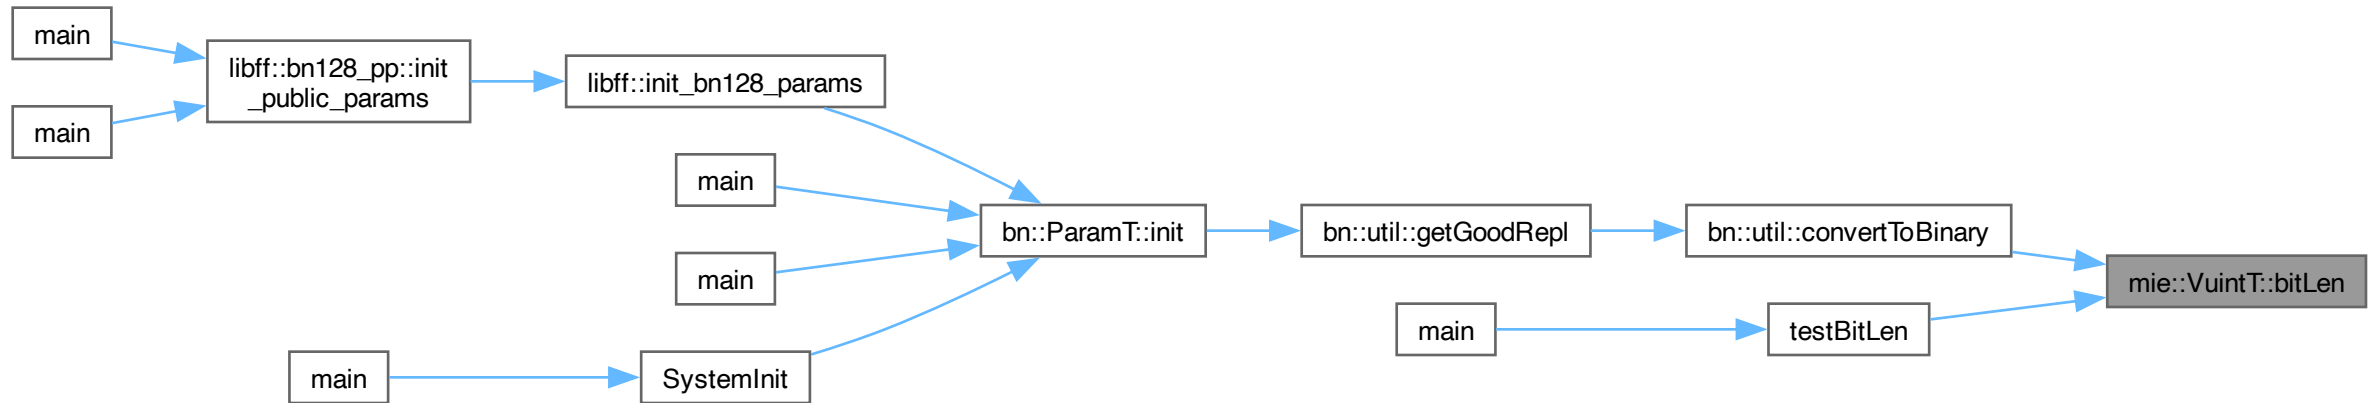 main
libff::bn128_pp::init
_public_params
main
libff::init_bn128_params
main
main
main
SystemInit
bn::ParamT::init
bn::util::getGoodRepl
bn::util::convertToBinary
main
testBitLen
mie::VuintT::bitLen